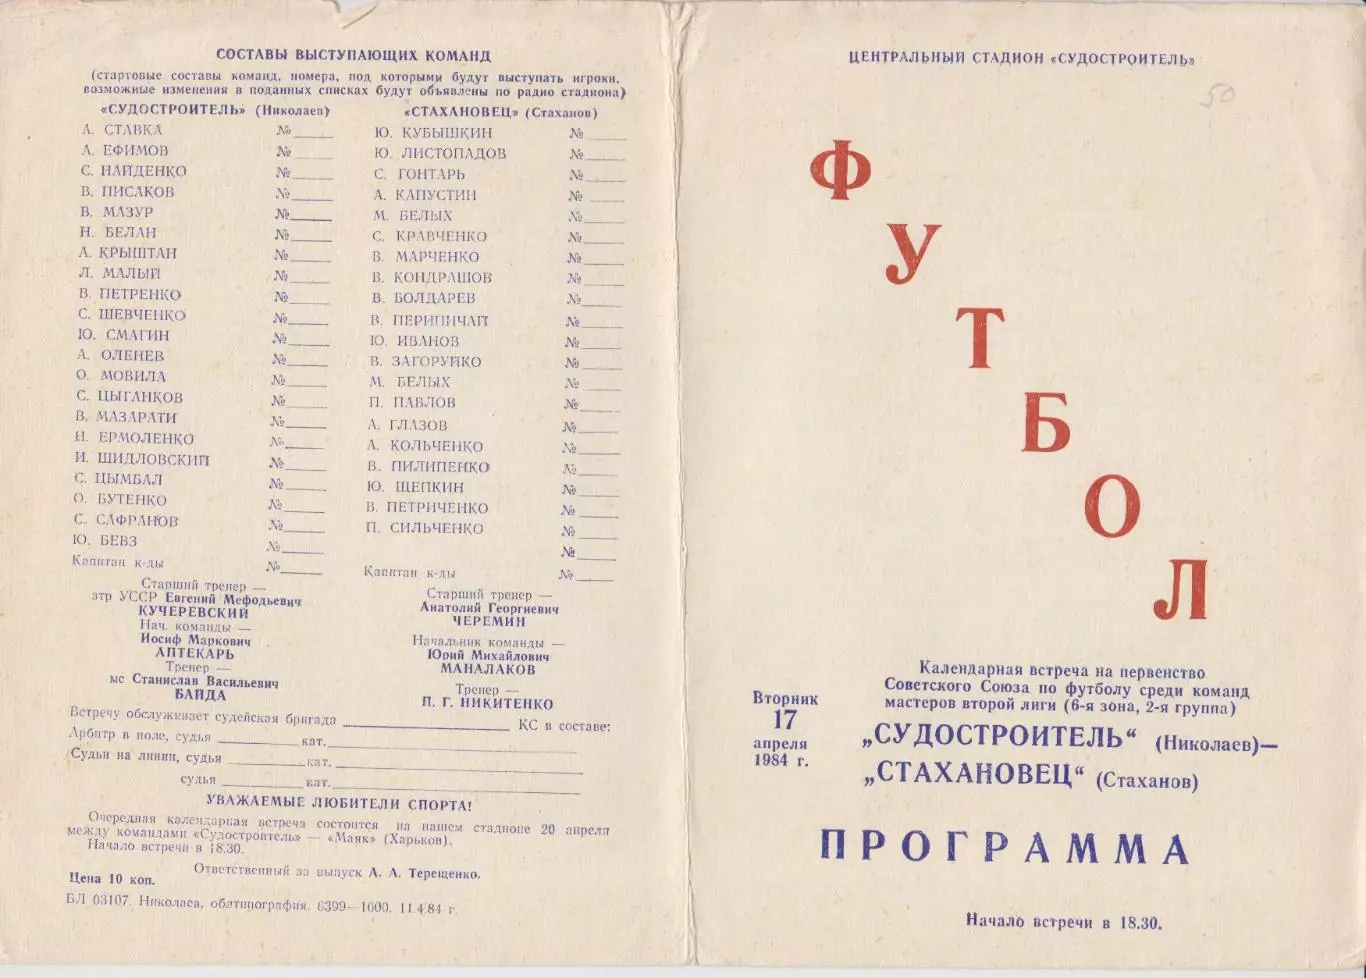 СОСТАВЫ ВЫСТУПАЮЩИХ КОМАНД
(стартовые составы команд, номера, под которыми будут выступать игроки,
возможные изменения в поданных списках будут объявлены по радио стадиона)
«СУДОСТРОИТЕЛЬ» (Николаев)
А. СТАВКА №
А. ЕФИМОВ №
С. НАЙДЕНКО №
В. ПИСАКОВ №
В. МАЗУР №
Н. БЕЛАН №
А. КРЫШТАН №
Л. МАЛЫЙ №
В. ПЕТРЕНКО №
С. ШЕВЧЕНКО №
Ю. СМАГИН №
А. ОЛЕНЕВ №
О. МОВИЛА №
С. ЦЫГАНКОВ №
В. МАЗАРАТИ №
Н. ЕРМОЛЕНКО №
И. ШИДЛОВСКИЙ №
С. ЦЫМБАЛ №
О. БУТЕНКО №
С. САФРАНОВ №
Ю. БЕВЗ №
Капитан к-ды №
Старший тренер —
зтр УССР Евгений Мефодьевич
КУЧЕРЕВСКИЙ
Нач. команды —
Иосиф Маркович
АПТЕКАРЬ
Тренер —
мс Станислав Васильевич
БАЙДА
«СТАХАНОВЕЦ» (Стаханов)
Ю. КУБЫШКИН №
Ю. ЛИСТОПАДОВ №
С. ГОНТАРЬ №
А. КАПУСТИН №
М. БЕЛЫХ №
С. КРАВЧЕНКО №
В. МАРЧЕНКО №
В. КОНДРАШОВ №
В. БОЛДАРЕВ №
В. ПЕРИПИЧАЙ №
Ю. ИВАНОВ №
В. ЗАГОРУЙКО №
М. БЕЛЫХ №
П. ПАВЛОВ №
А. ГЛАЗОВ №
А. КОЛЬЧЕНКО №
В. ПИЛИПЕНКО №
Ю. ЩЕПКИН №
В. ПЕТРИЧЕНКО №
П. СИЛЬЧЕНКО №
№
Капитан к-ды №
Старший тренер —
Анатолий Георгиевич
ЧЕРЕМИН
Начальник команды —
Юрий Михайлович
МАНАЛАКОВ
Тренер —
П. Г. НИКИТЕНКО
Встречу обслуживает судейская бригада КС в составе:
Арбитр в поле, судья кат.
Судьи на линии, судья кат.
судья кат.
УВАЖАЕМЫЕ ЛЮБИТЕЛИ СПОРТА!
Очередная календарная встреча состоится на нашем стадионе 20 апреля
между командами «Судостроитель» — «Маяк» (Харьков).
Начало встречи в 18.30.
Ответственный за выпуск А. А. Терещенко.
Цена 10 коп.
БЛ 03107. Николаев, облтипография. 6399—1000. 11.4.84 г.
ЦЕНТРАЛЬНЫЙ СТАДИОН «СУДОСТРОИТЕЛЬ»
50
ФУТБОЛ
Вторник
17
апреля
1984 г.
Календарная встреча на первенство
Советского Союза по футболу среди команд
мастеров второй лиги (6-я зона, 2-я группа)
„СУДОСТРОИТЕЛЬ“ (Николаев)—
„СТАХАНОВЕЦ“ (Стаханов)
ПРОГРАММА
Начало встречи в 18.30.